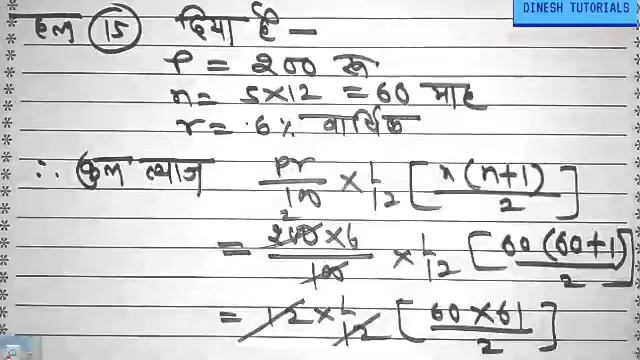 DINESH TUTORIALS
हल 15 दिया है —
P = 200 रू
n = 5×12 = 60 माह
r = 6% वार्षिक
∴ कुल ब्याज pr/100 × 1/12 [n(n+1)/2]
= 200×6/100 × 1/12 [60(60+1)/2]
= 12 × 1/12 [60×61/2]